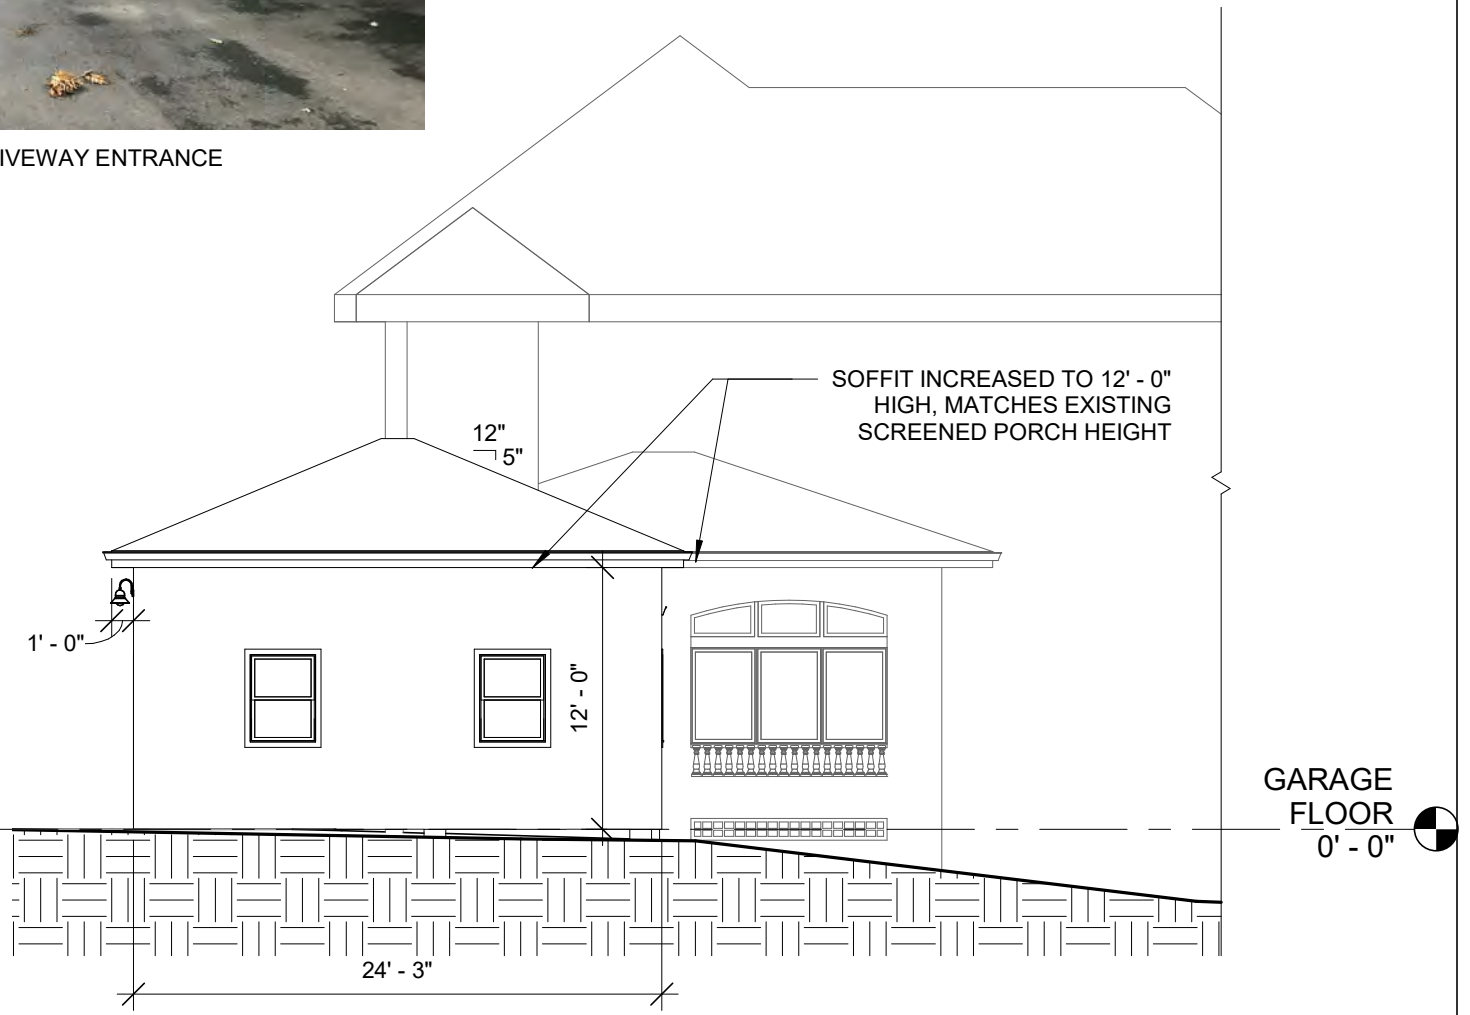 IVEWAY ENTRANCE
SOFFIT INCREASED TO 12' - 0"
HIGH, MATCHES EXISTING
SCREENED PORCH HEIGHT
12"
5"
1' - 0"
12' - 0"
GARAGE
FLOOR
0' - 0"
24' - 3"